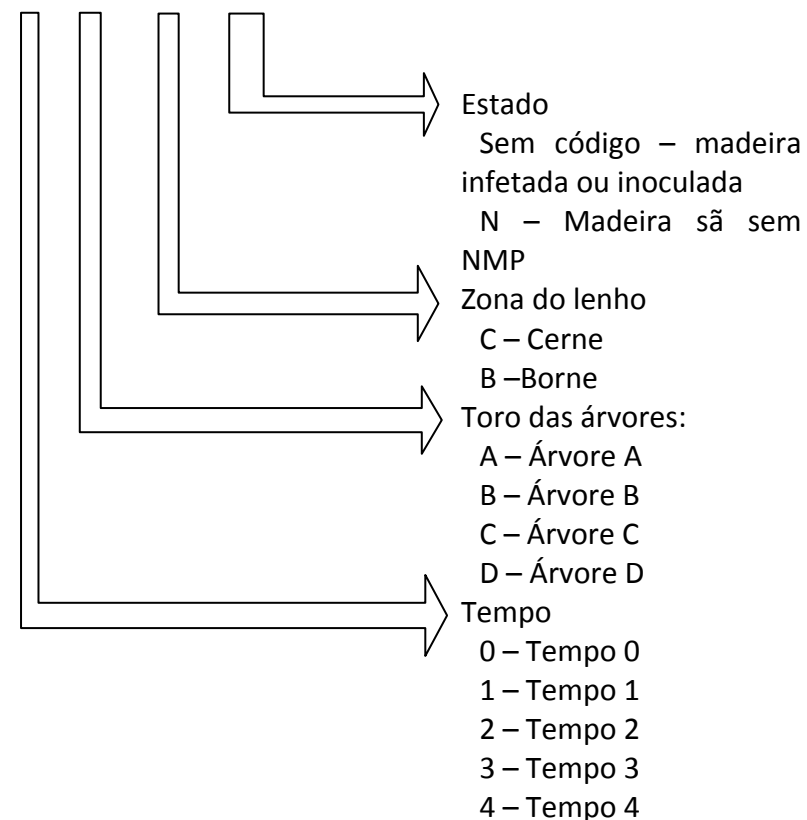 Estado
Sem código – madeira
infetada ou inoculada
N – Madeira sã sem
NMP
Zona do lenho
C – Cerne
B –Borne
Toro das árvores:
A – Árvore A
B – Árvore B
C – Árvore C
D – Árvore D
Tempo
0 – Tempo 0
1 – Tempo 1
2 – Tempo 2
3 – Tempo 3
4 – Tempo 4